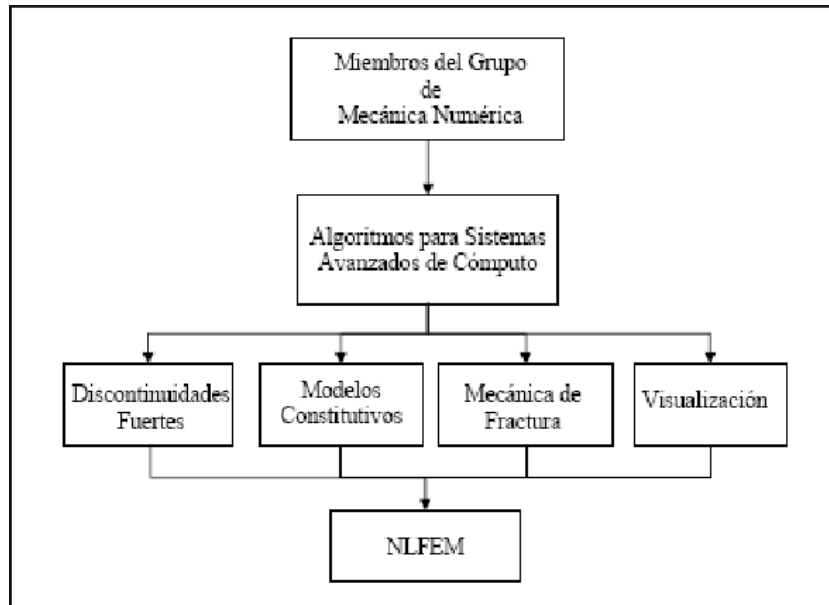 Miembros del Grupo
de
Mecánica Numérica
Algoritmos para Sistemas
Avanzados de Cómputo
Discontinuidades
Fuertes
Modelos
Constitutivos
Mecánica de
Fractura
Visualización
NLFEM